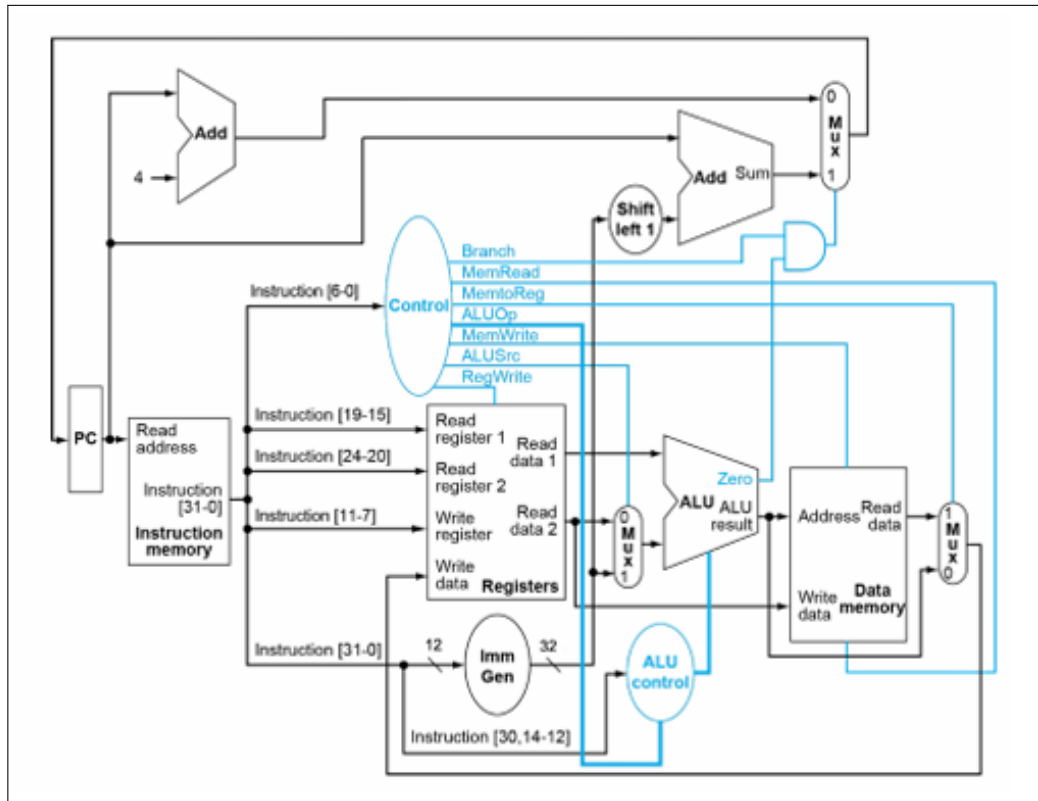 Add
4
0
Mux
1
Add
Sum
Shift
left 1
Branch
MemRead
MemtoReg
ALUOp
MemWrite
ALUSrc
RegWrite
Control
Instruction [6-0]
PC
Read
address
Instruction
[31-0]
Instruction
memory
Instruction [19-15]
Instruction [24-20]
Instruction [11-7]
Instruction [31-0]
Read
register 1
Read
register 2
Write
register
Write
data
Read
data 1
Read
data 2
Registers
0
Mux
1
Zero
ALU
ALU
result
Address
Read
data
Write
data
Data
memory
1
Mux
0
12
Imm
Gen
32
ALU
control
Instruction [30,14-12]